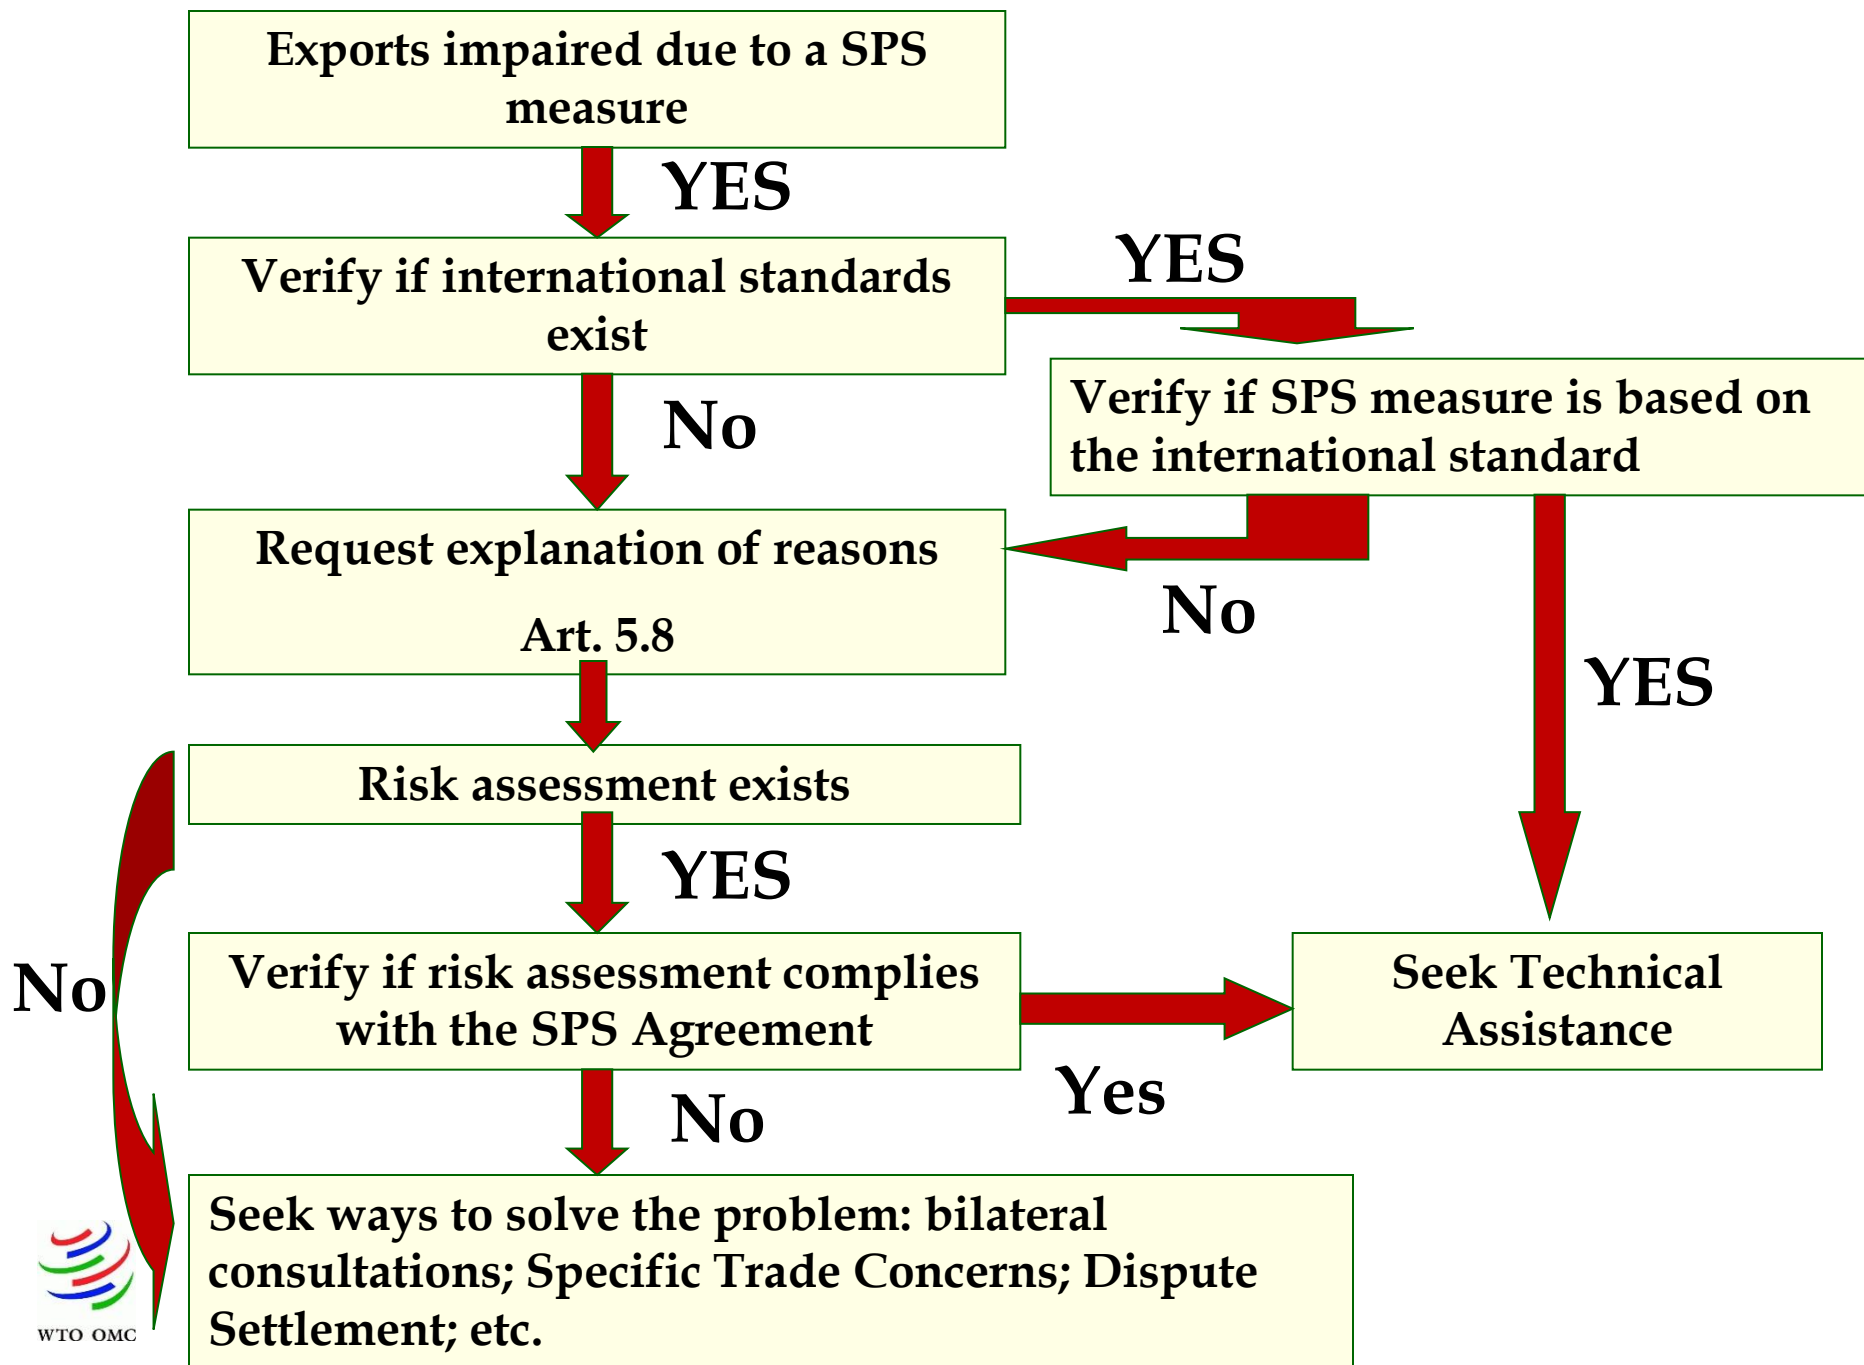 Exports impaired due to a SPS
measure
YES
Verify if international standards
exist
YES
No
Verify if SPS measure is based on
the international standard
Request explanation of reasons
Art. 5.8
No
YES
Risk assessment exists
YES
No
Verify if risk assessment complies
with the SPS Agreement
Seek Technical
Assistance
Yes
No
Seek ways to solve the problem: bilateral
consultations; Specific Trade Concerns; Dispute
Settlement; etc.
WTO OMC